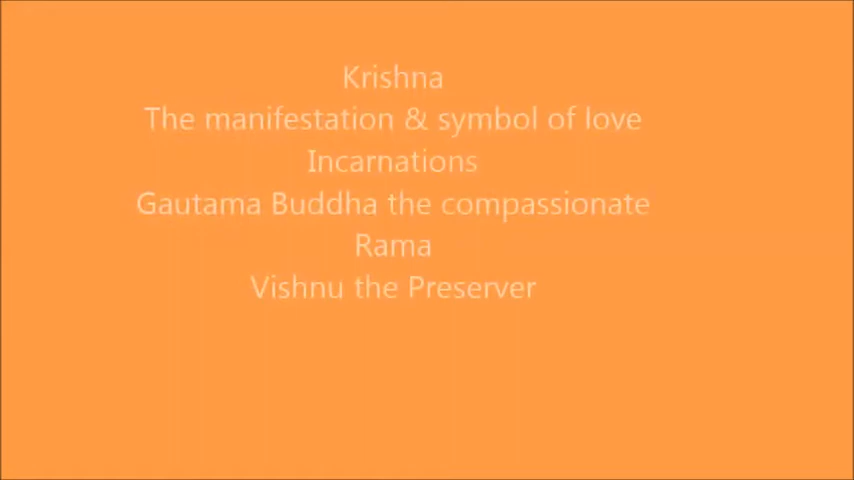 Krishna
The manifestation & symbol of love
Incarnations
Gautama Buddha the compassionate
Rama
Vishnu the Preserver